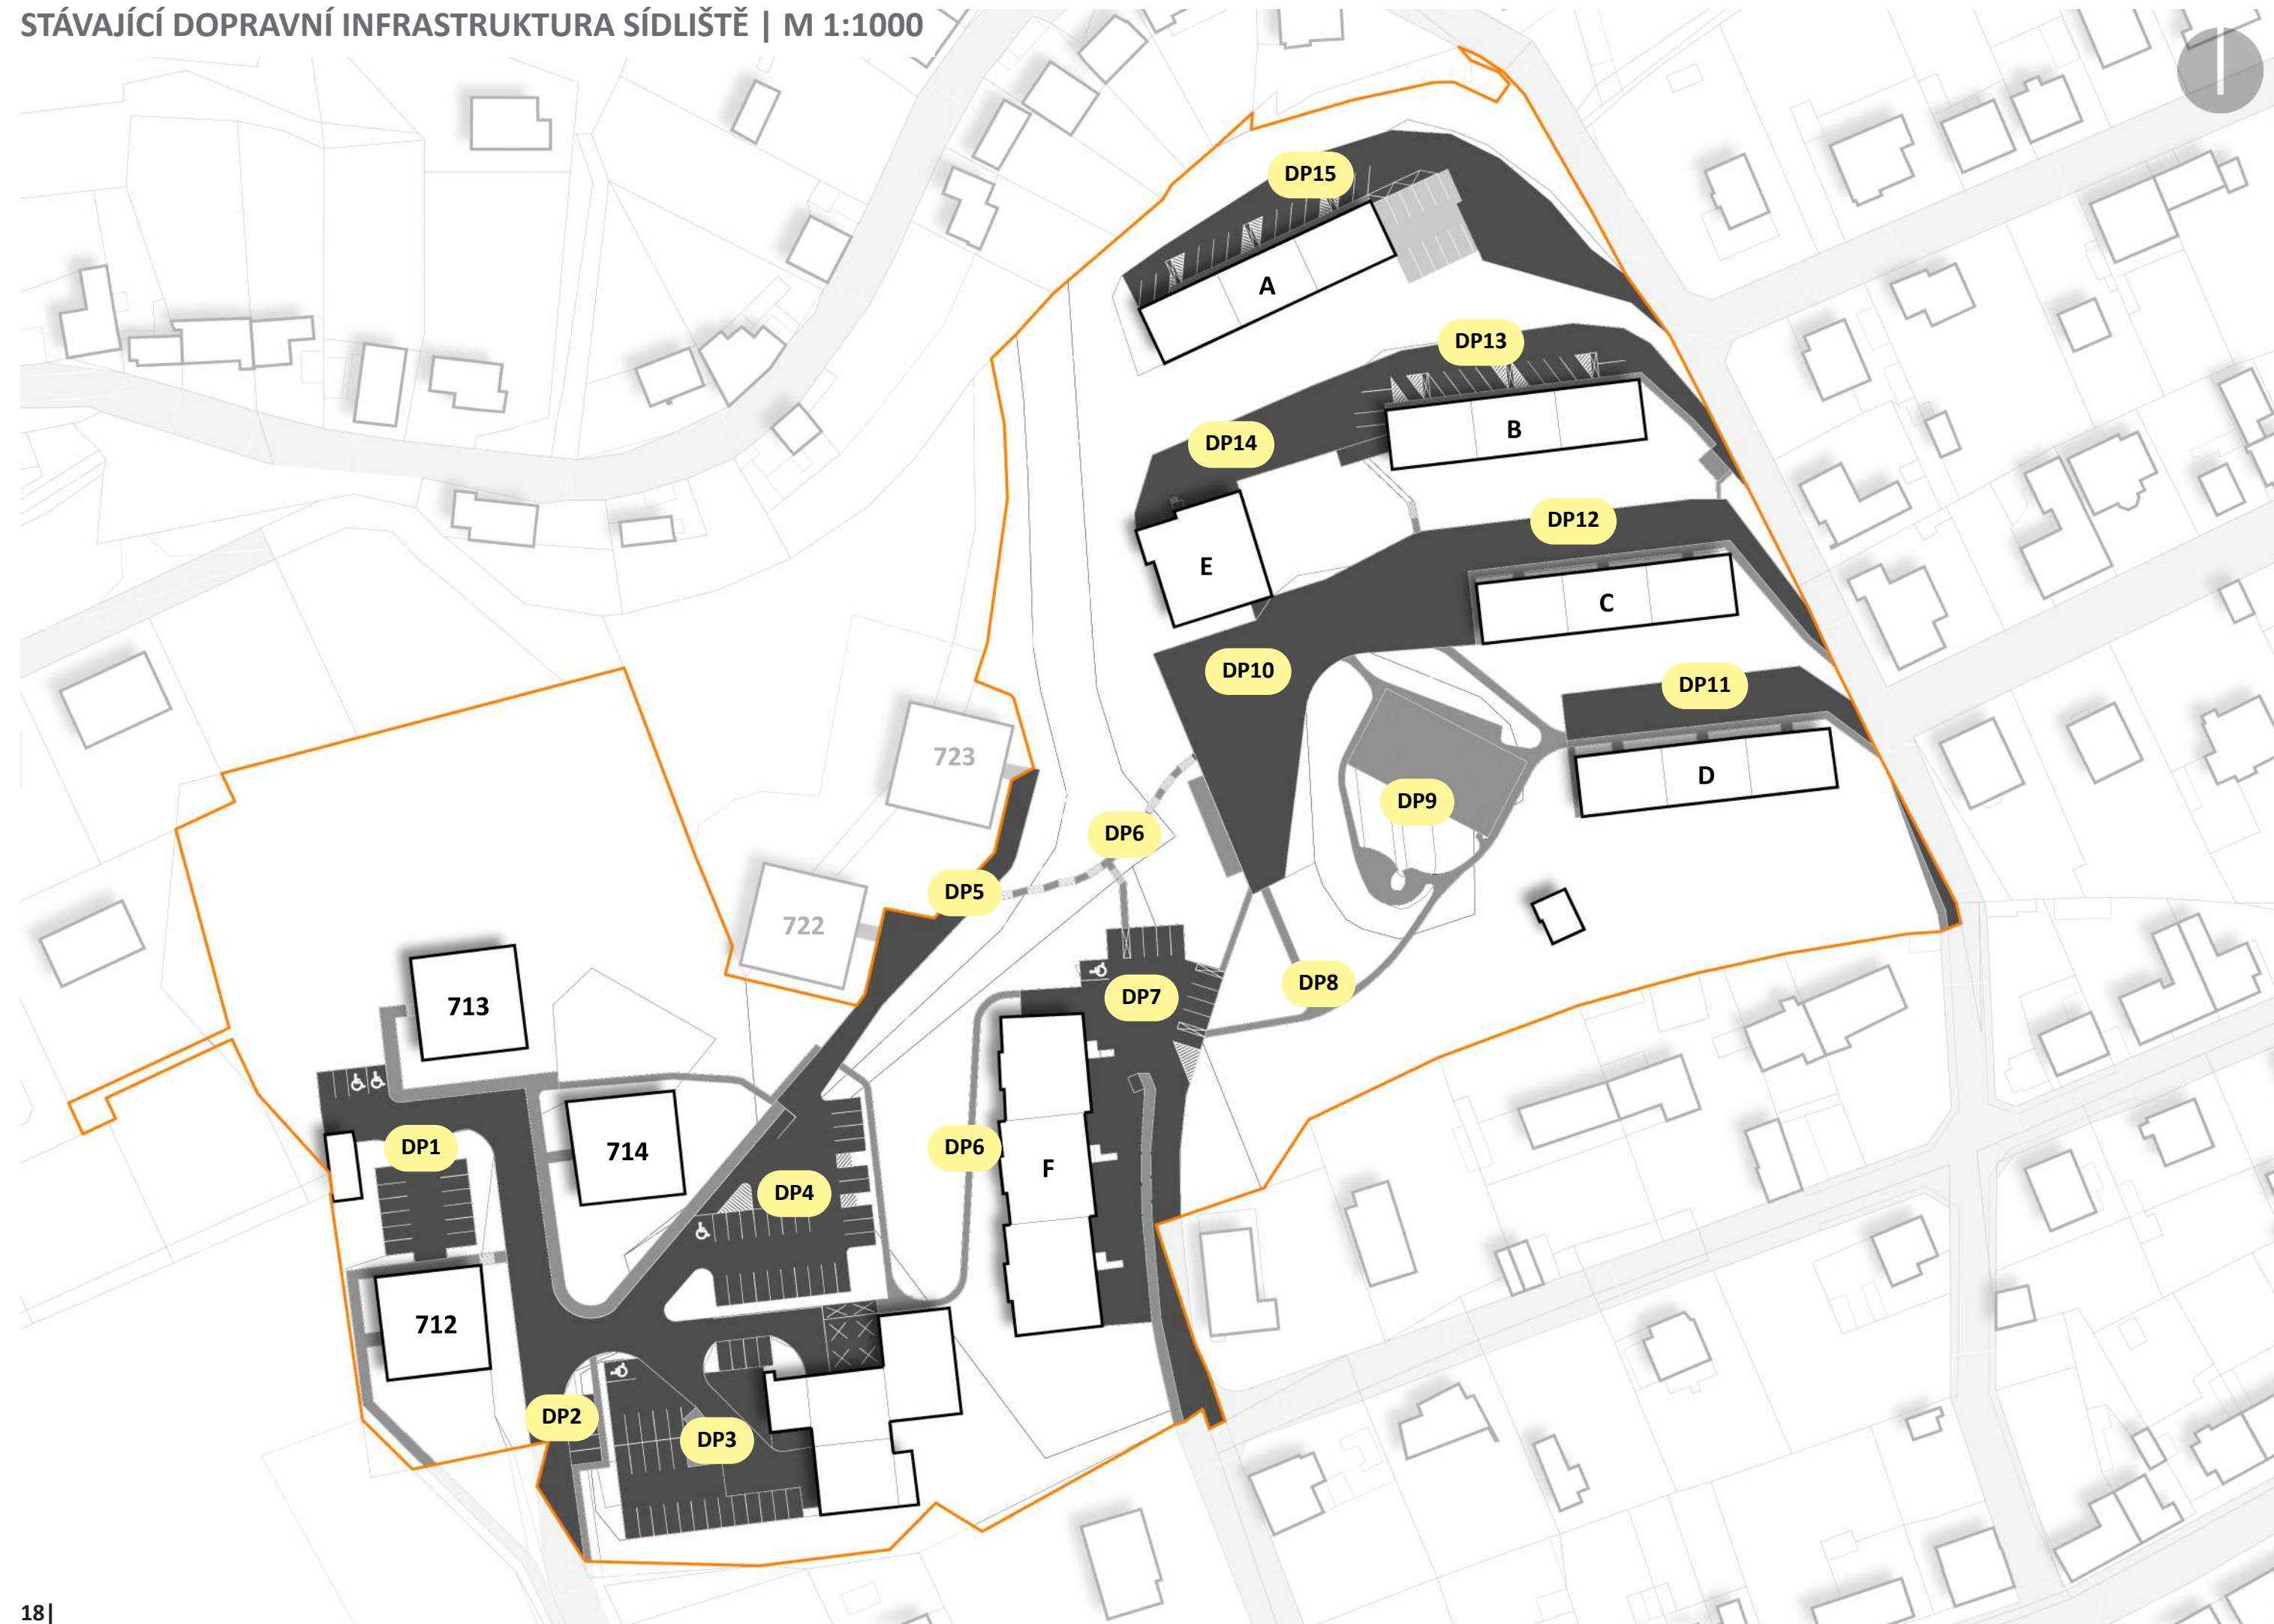 STÁVAJÍCÍ DOPRAVNÍ INFRASTRUKTURA SÍDLIŠTĚ | M 1:1000
DP15
A
DP13
B
DP14
DP12
E
C
DP10
DP11
723
D
DP9
DP6
DP5
722
DP8
DP7
713
DP1
714
DP6
F
DP4
712
DP2
DP3
18|